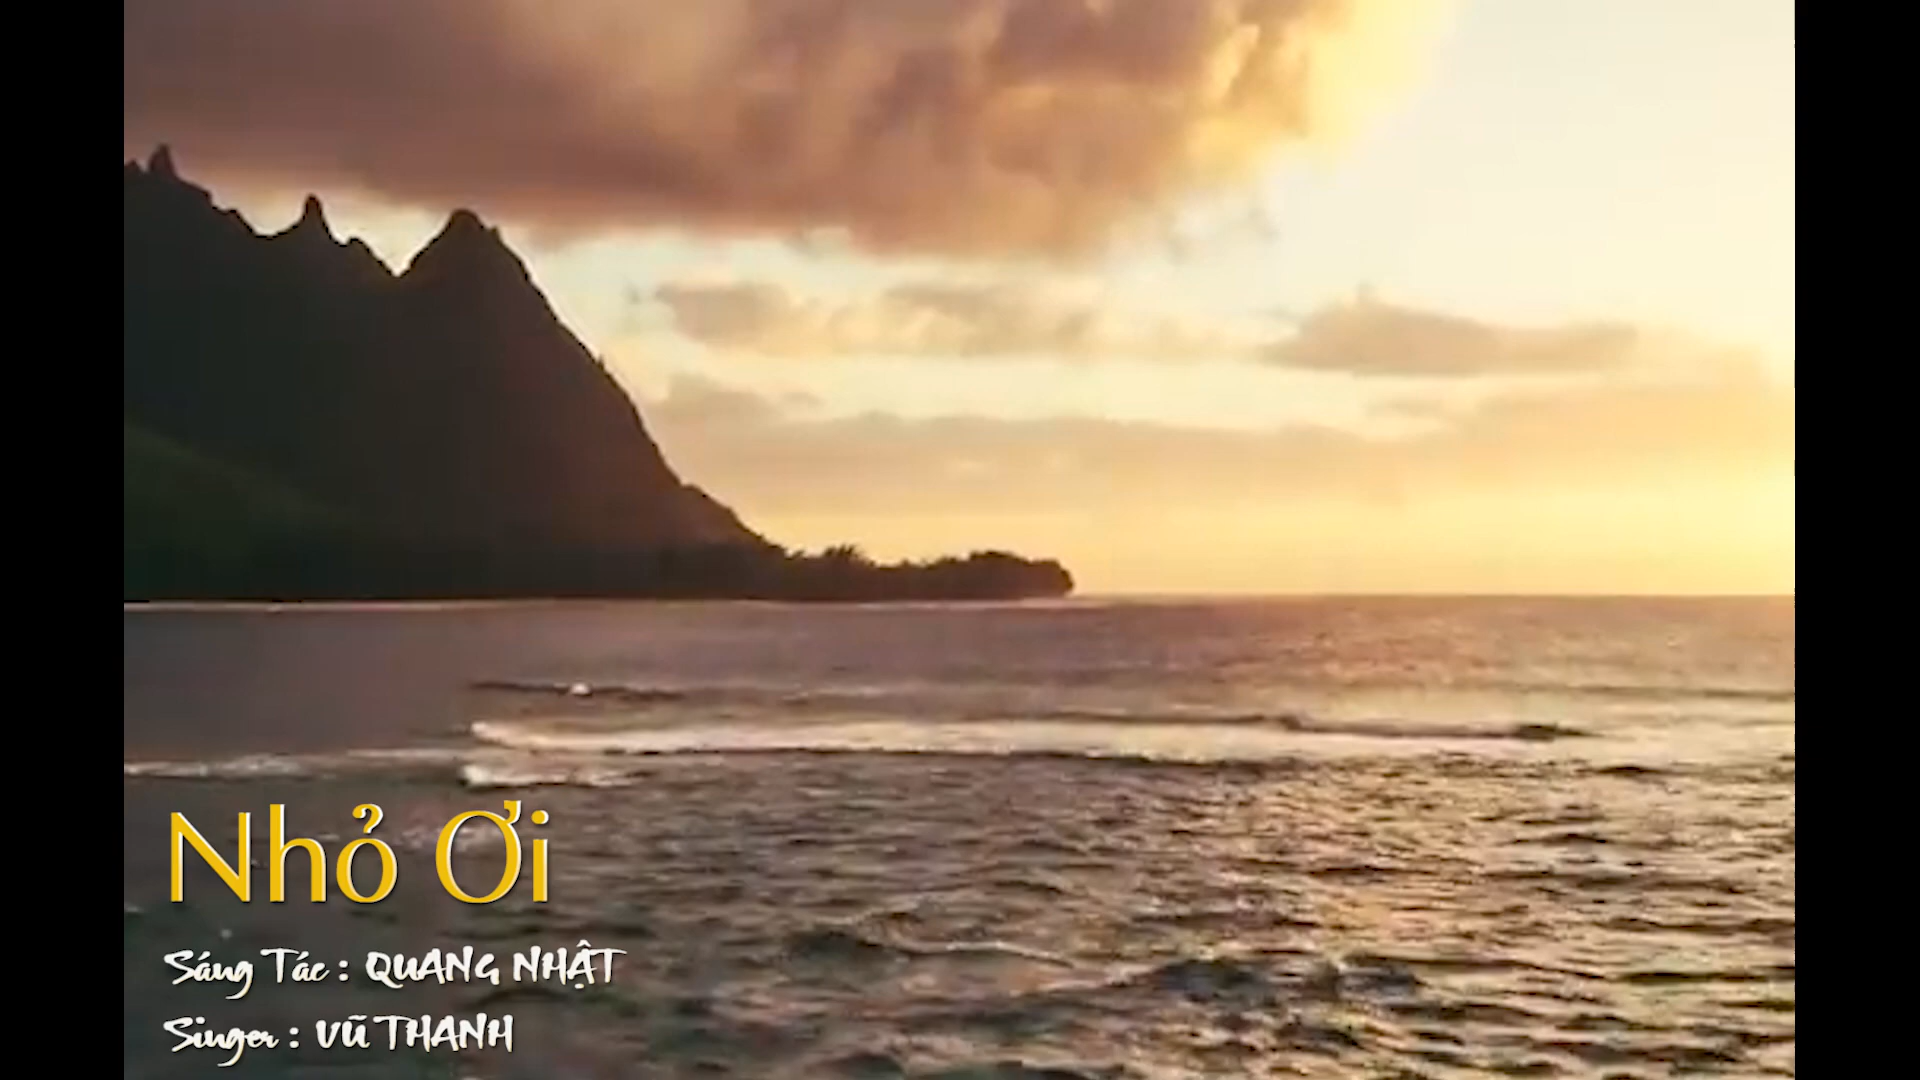 Nhỏ Ơi
Sáng Tác : QUANG NHẬT
Singer : VŨ THANH